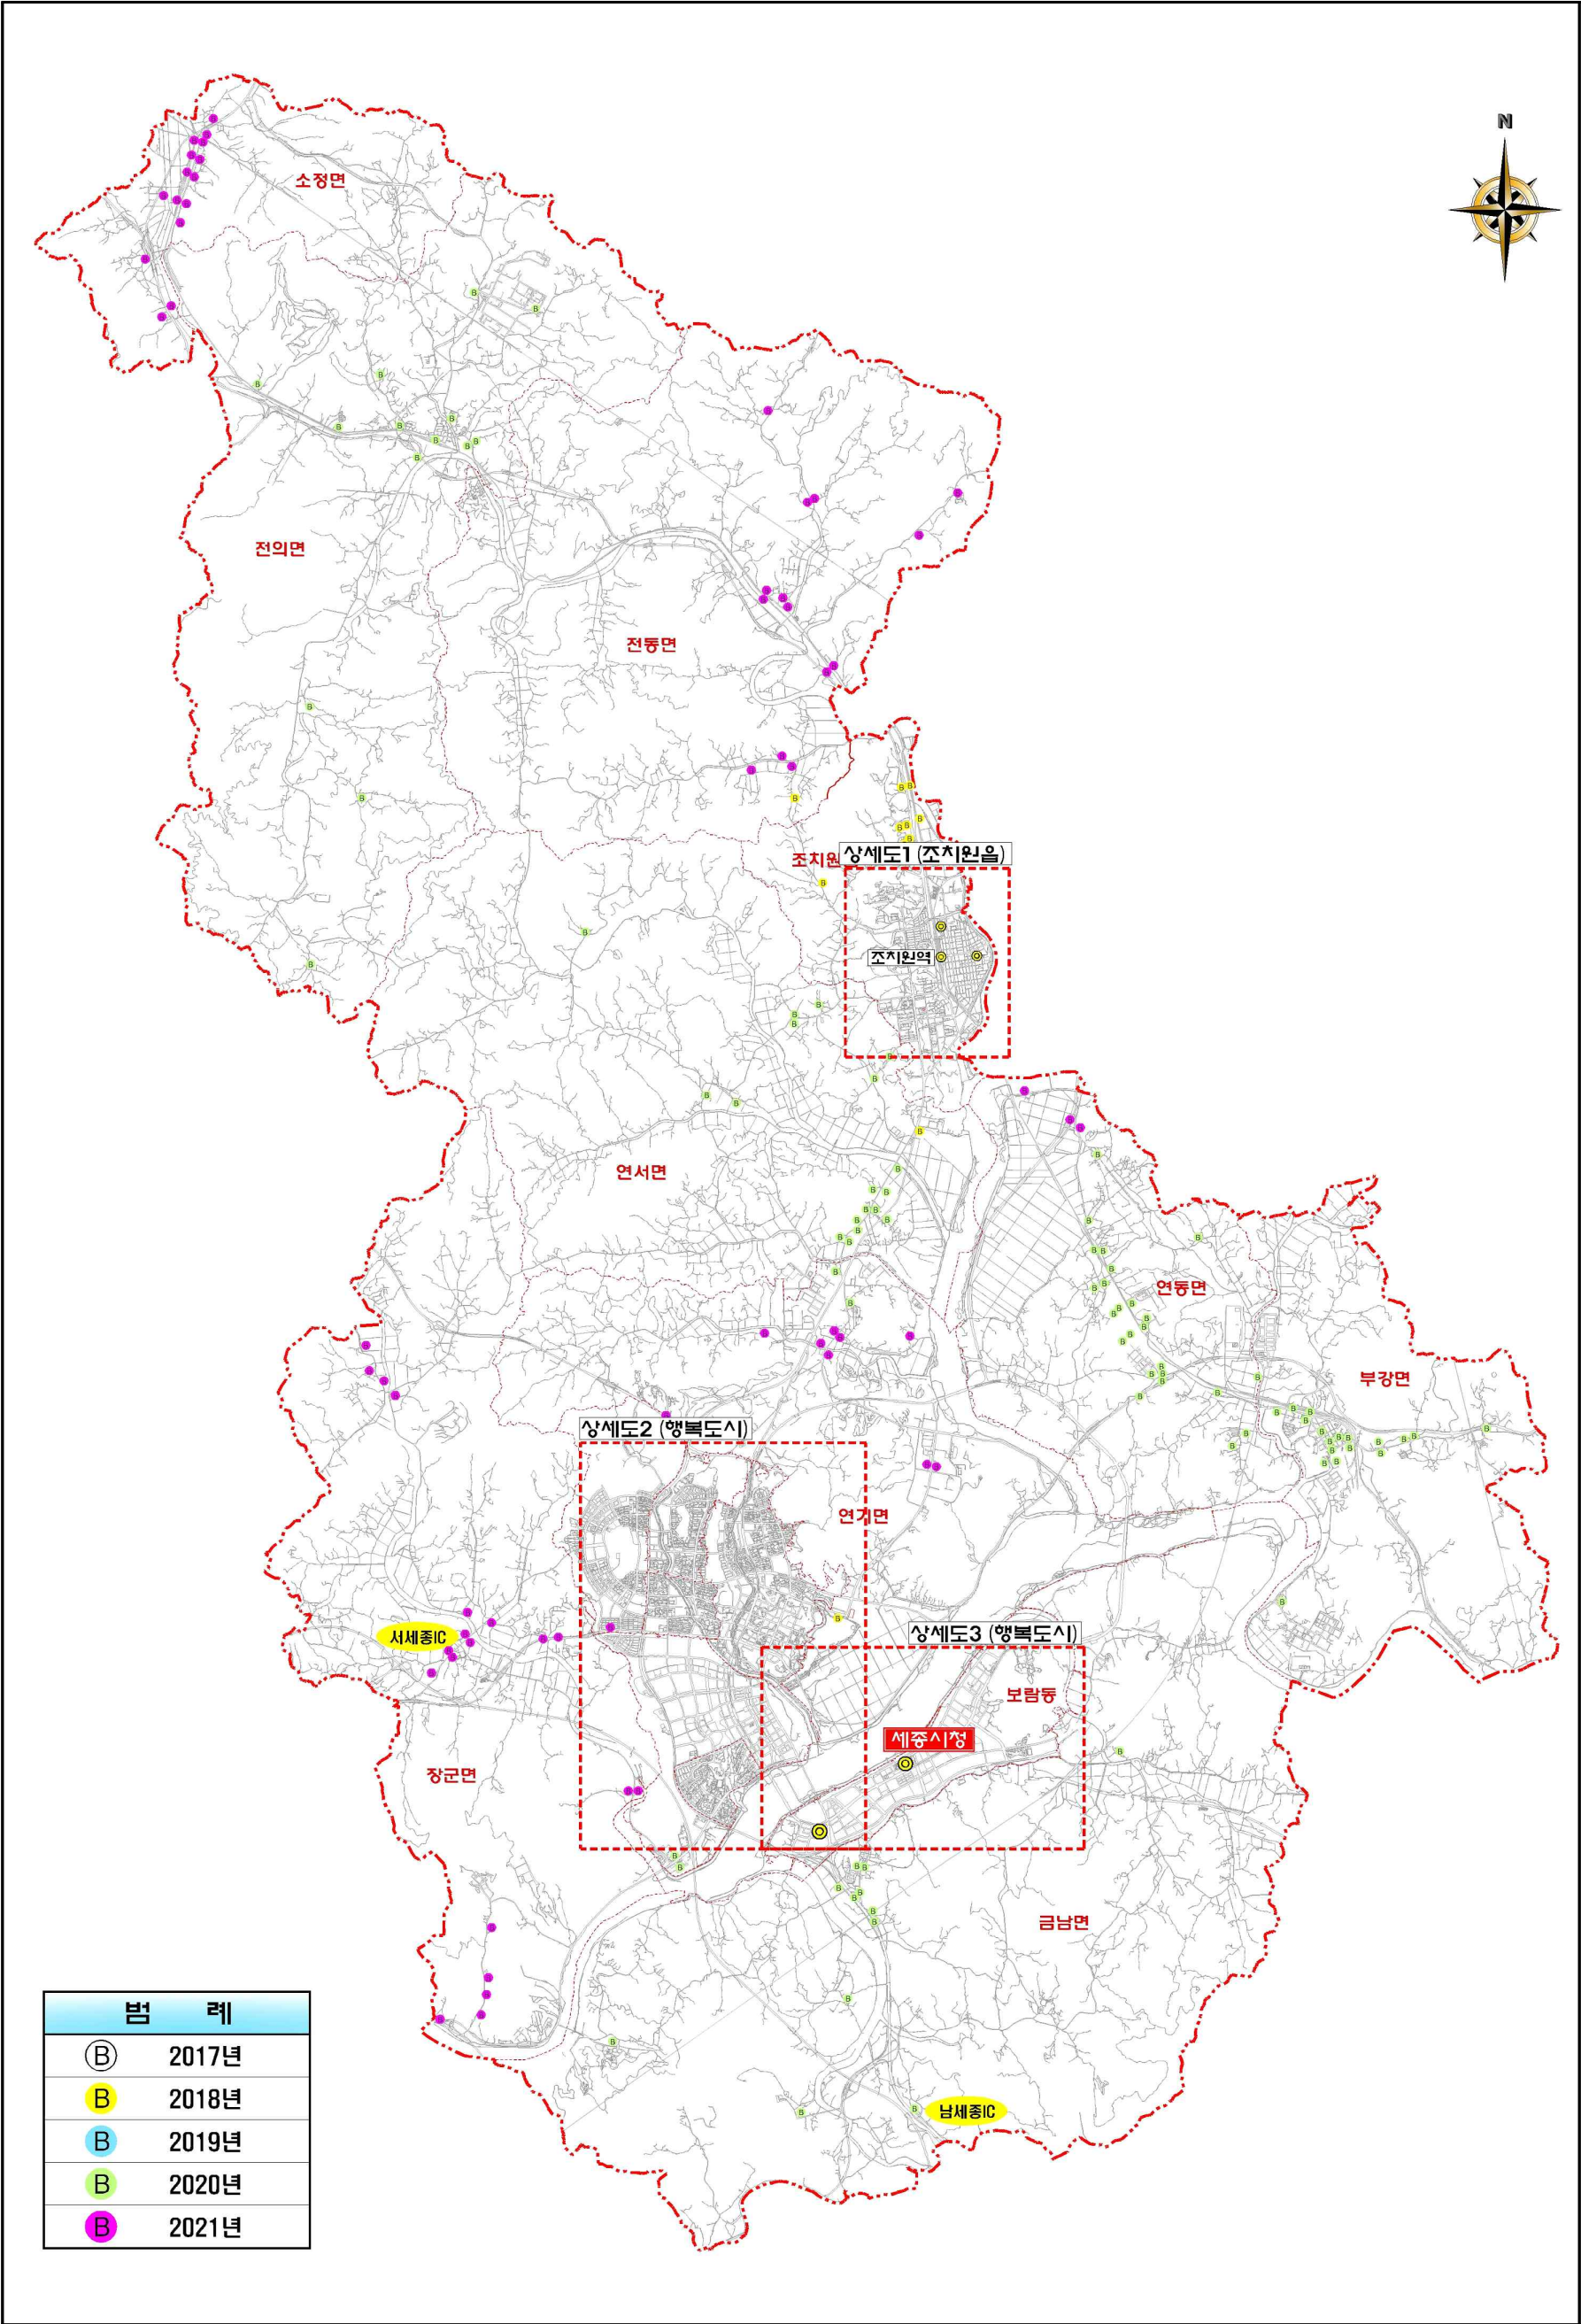 N
소정면
전의면
전동면
조치원
상세도1 (조치원읍)
조치원역
연서면
연동면
부강면
상세도2 (행복도시)
연기면
서세종IC
상세도3 (행복도시)
보람동
세종시청
장군면
금남면
남세종IC
범 례
B 2017년
B 2018년
B 2019년
B 2020년
B 2021년